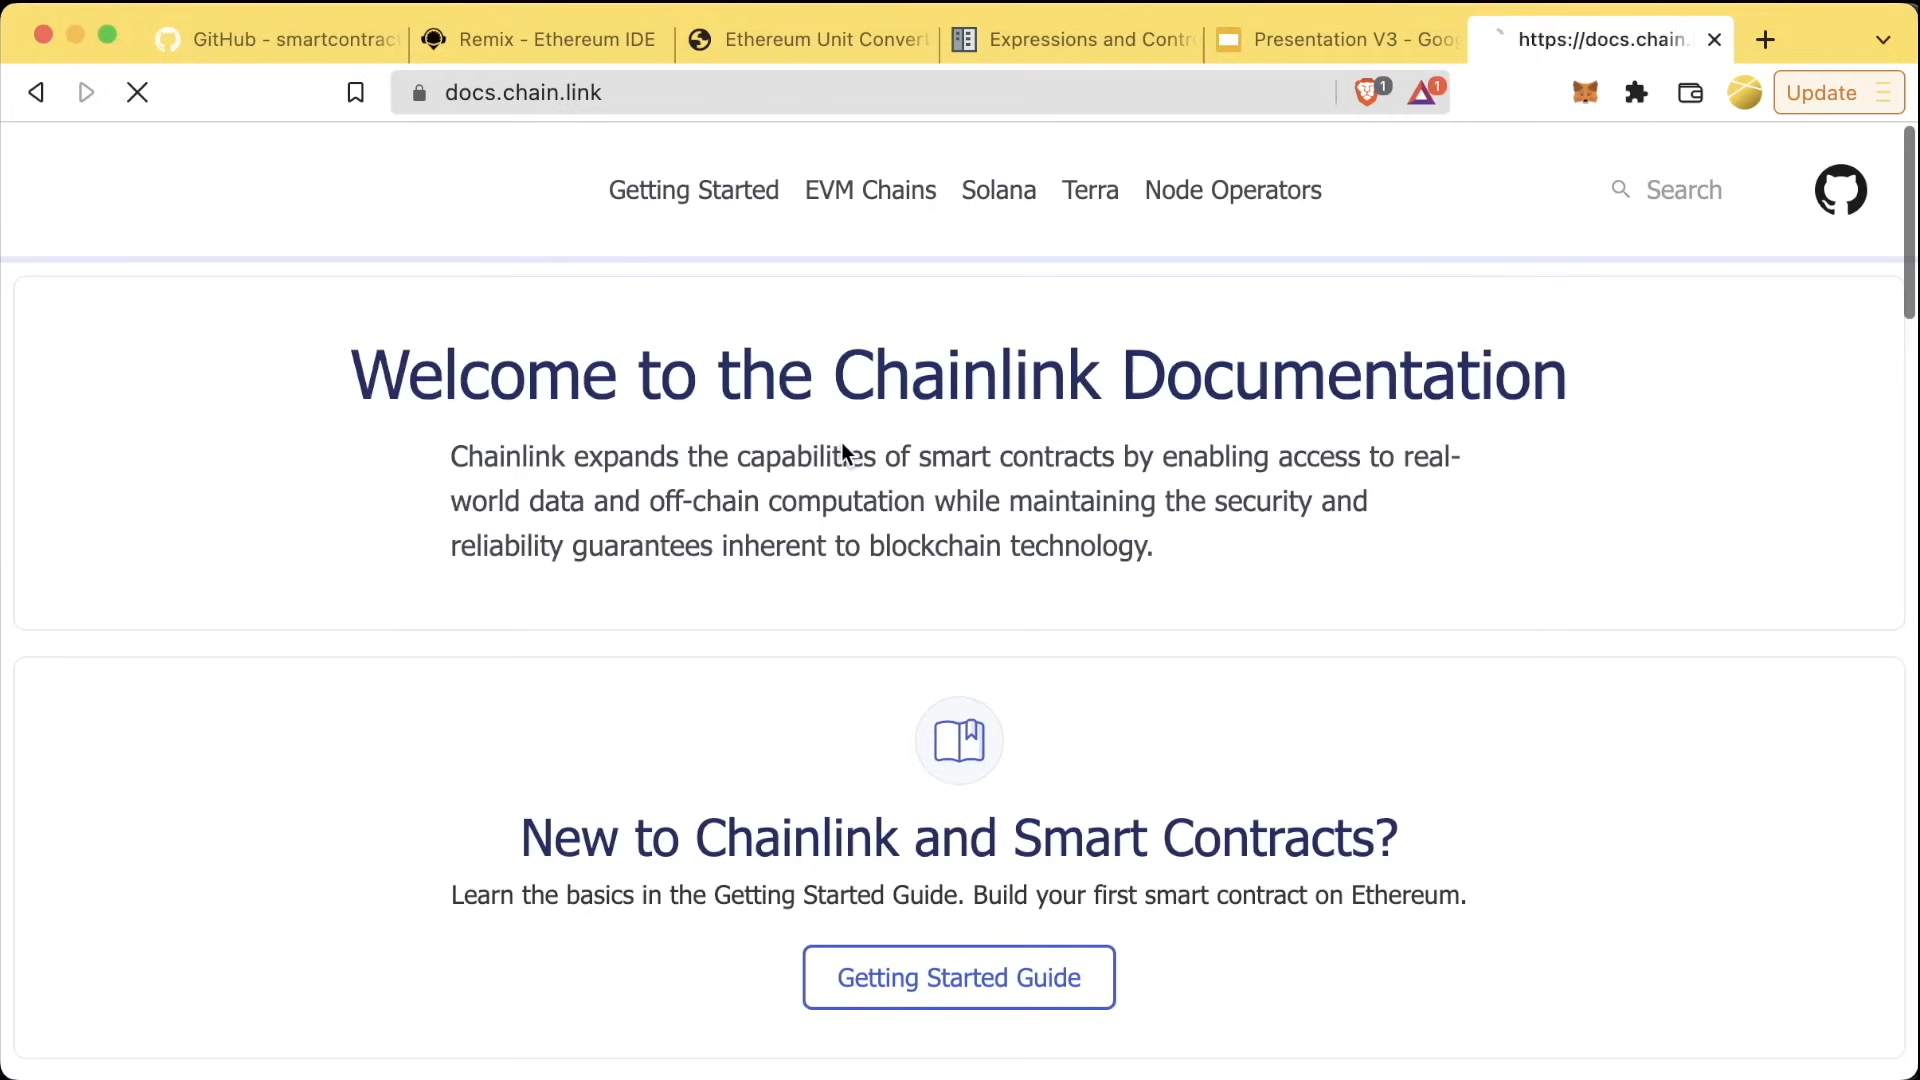 GitHub - smartcontrac
Remix - Ethereum IDE
Ethereum Unit Convert
Expressions and Contr
Presentation V3 - Goog
https://docs.chain.
docs.chain.link
1
1
Update
Getting Started
EVM Chains
Solana
Terra
Node Operators
Search
Welcome to the Chainlink Documentation
Chainlink expands the capabilities of smart contracts by enabling access to real-
world data and off-chain computation while maintaining the security and
reliability guarantees inherent to blockchain technology.
New to Chainlink and Smart Contracts?
Learn the basics in the Getting Started Guide. Build your first smart contract on Ethereum.
Getting Started Guide